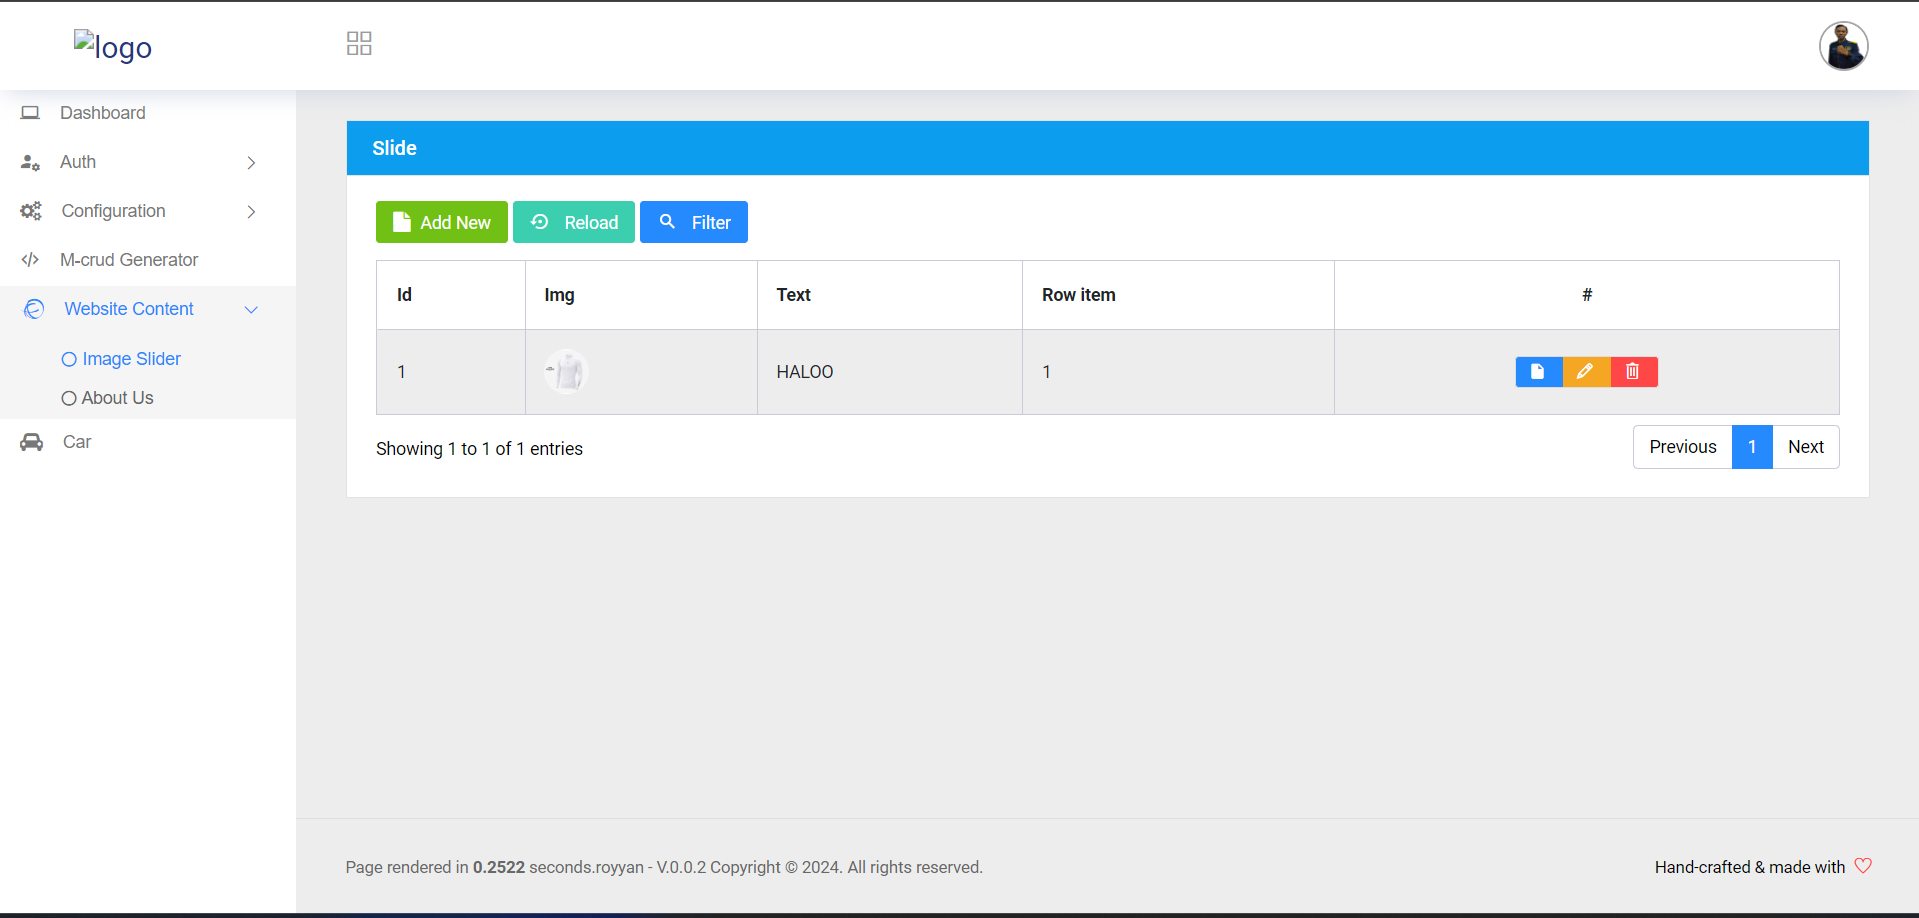 logo
Dashboard
Auth
Configuration
M-crud Generator
Website Content
Image Slider
About Us
Car
Slide
Add New Reload Filter
Id Img Text Row item #
1 HALOO 1
Showing 1 to 1 of 1 entries
Previous 1 Next
Page rendered in 0.2522 seconds.royyan - V.0.0.2 Copyright © 2024. All rights reserved.
Hand-crafted & made with